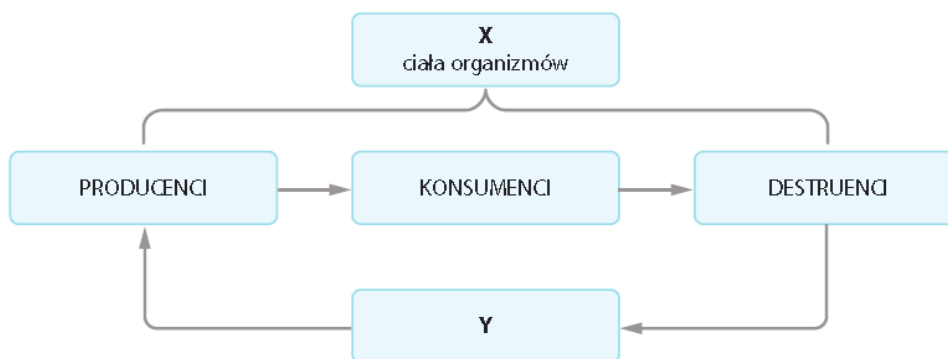 X
ciała organizmów
PRODUCENCI
KONSUMENCI
DESTRUENCI
Y